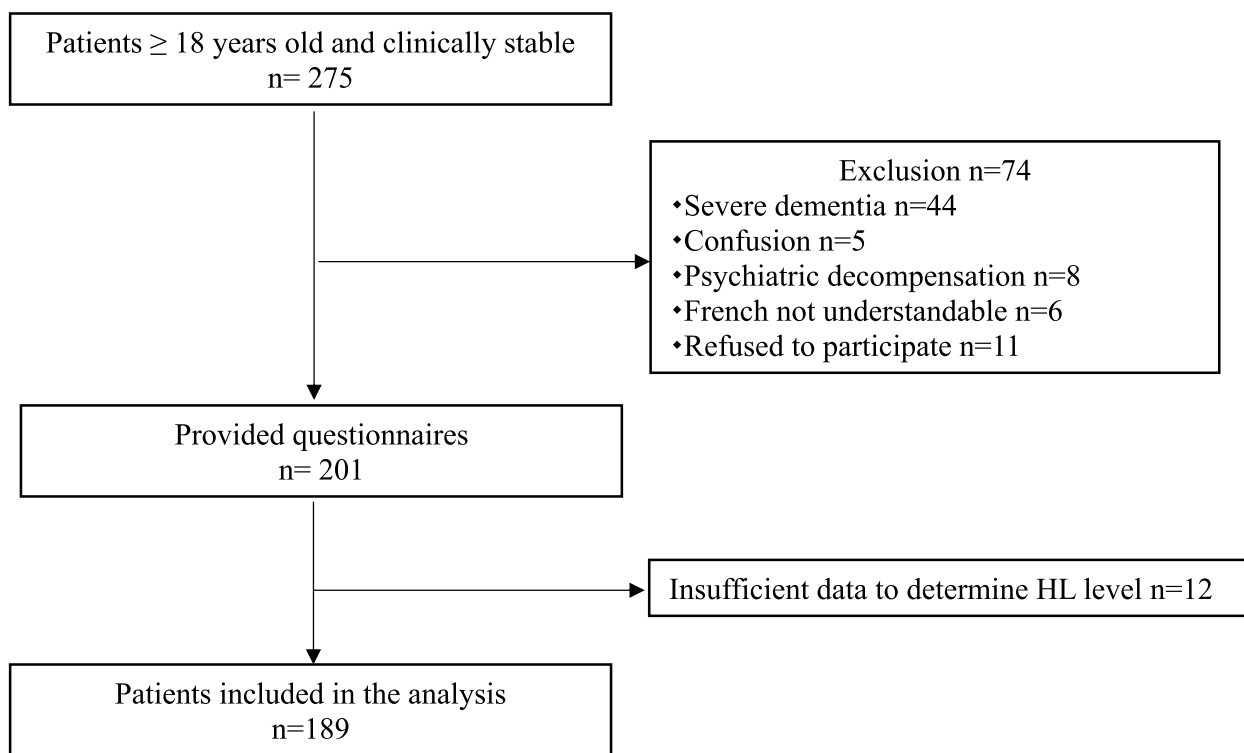 Patients ≥ 18 years old and clinically stable
n= 275
Exclusion n=74
⬩Severe dementia n=44
⬩Confusion n=5
⬩Psychiatric decompensation n=8
⬩French not understandable n=6
⬩Refused to participate n=11
Provided questionnaires
n= 201
Insufficient data to determine HL level n=12
Patients included in the analysis
n=189